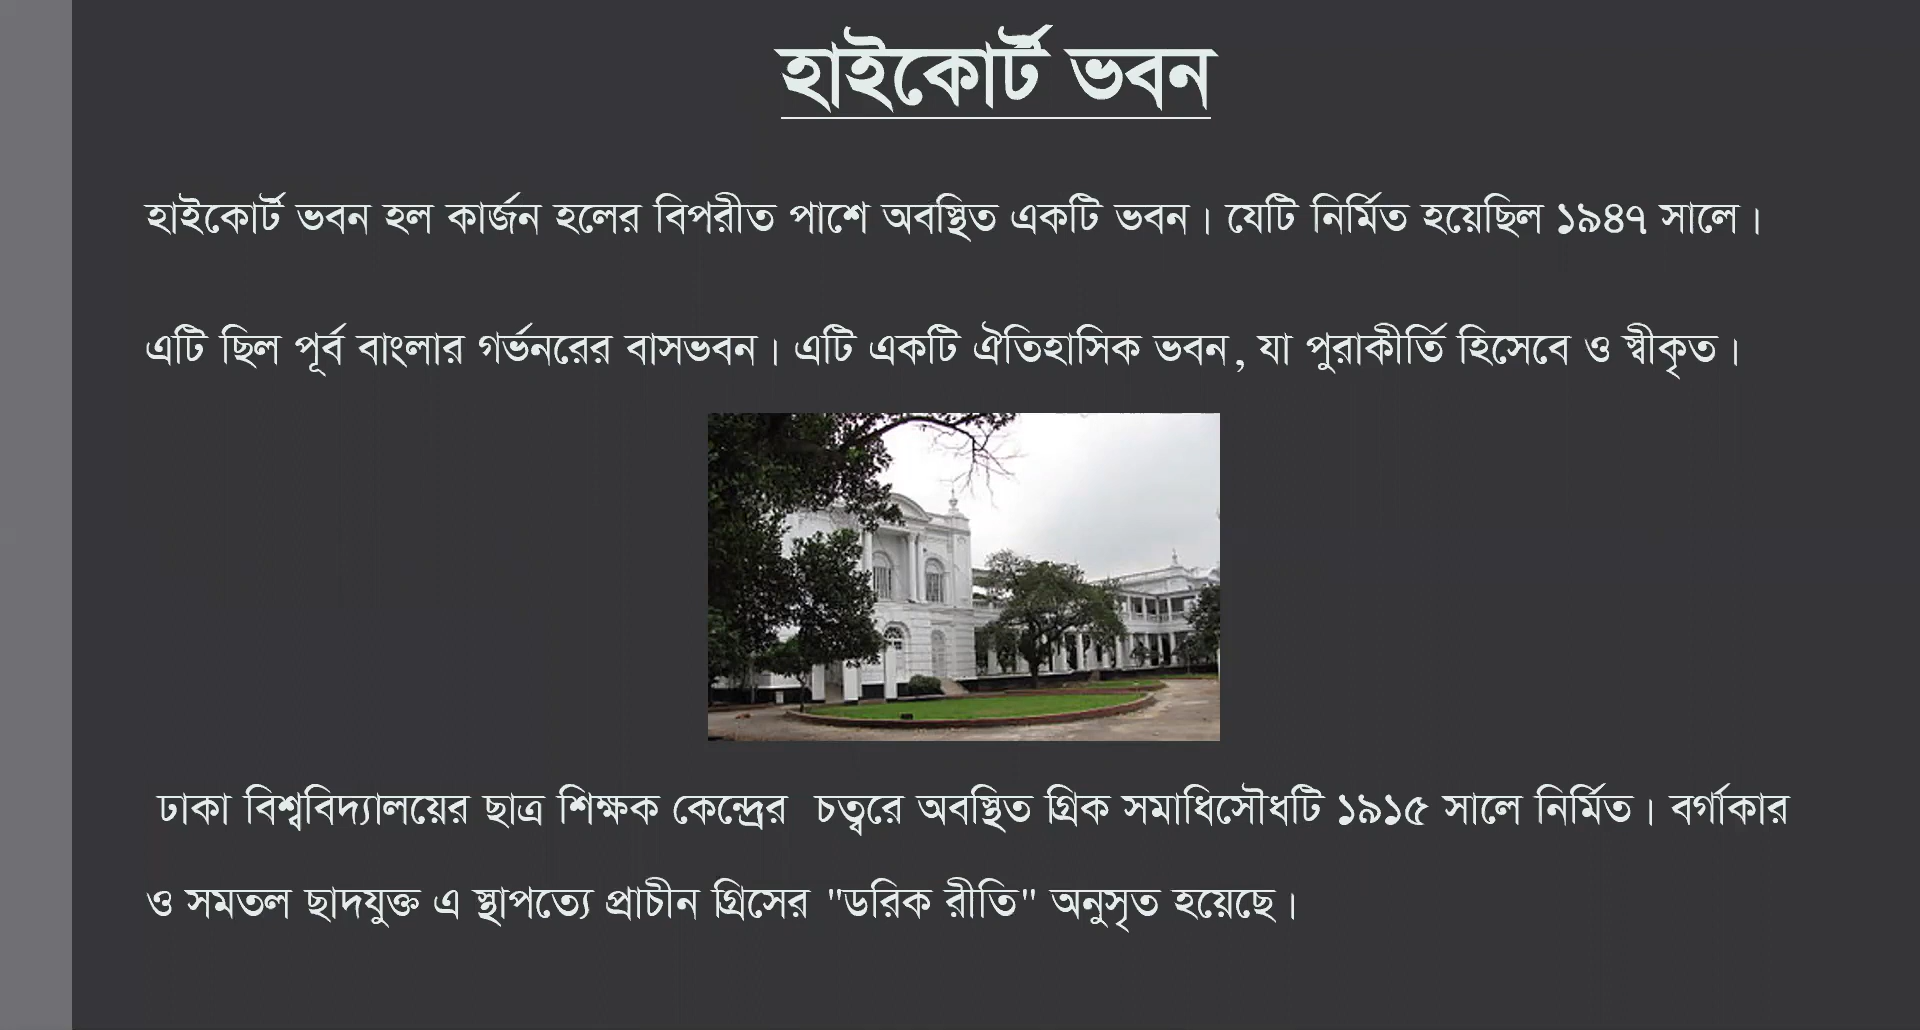 হাইকোর্ট ভবন
হাইকোর্ট ভবন হল কার্জন হলের বিপরীত পাশে অবস্থিত একটি ভবন। যেটি নির্মিত হয়েছিল ১৯৪৭ সালে।
এটি ছিল পূর্ব বাংলার গর্ভনরের বাসভবন। এটি একটি ঐতিহাসিক ভবন, যা পুরাকীর্তি হিসেবে ও স্বীকৃত।
ঢাকা বিশ্ববিদ্যালয়ের ছাত্র শিক্ষক কেন্দ্রের চত্বরে অবস্থিত গ্রিক সমাধিসৌধটি ১৯১৫ সালে নির্মিত। বর্গাকার
ও সমতল ছাদযুক্ত এ স্থাপত্যে প্রাচীন গ্রিসের "ডরিক রীতি" অনুসৃত হয়েছে।